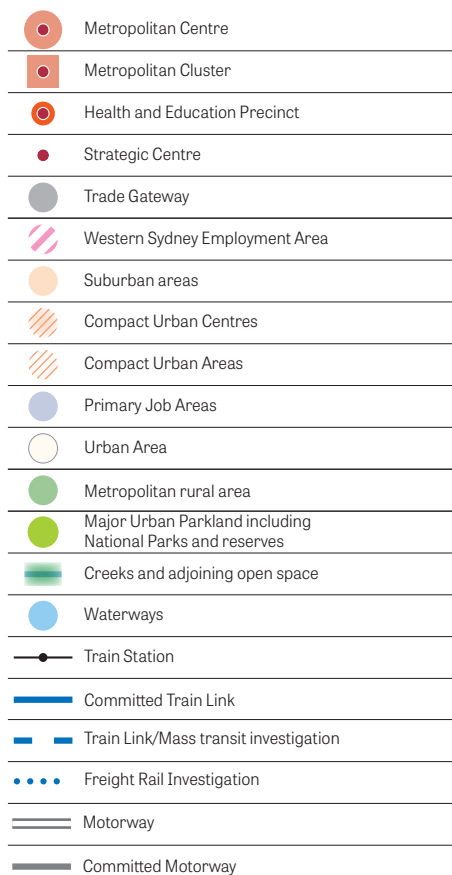 Metropolitan Centre
Metropolitan Cluster
Health and Education Precinct
Strategic Centre
Trade Gateway
Western Sydney Employment Area
Suburban areas
Compact Urban Centres
Compact Urban Areas
Primary Job Areas
Urban Area
Metropolitan rural area
Major Urban Parkland including
National Parks and reserves
Creeks and adjoining open space
Waterways
Train Station
Committed Train Link
Train Link/Mass transit investigation
Freight Rail Investigation
Motorway
Committed Motorway